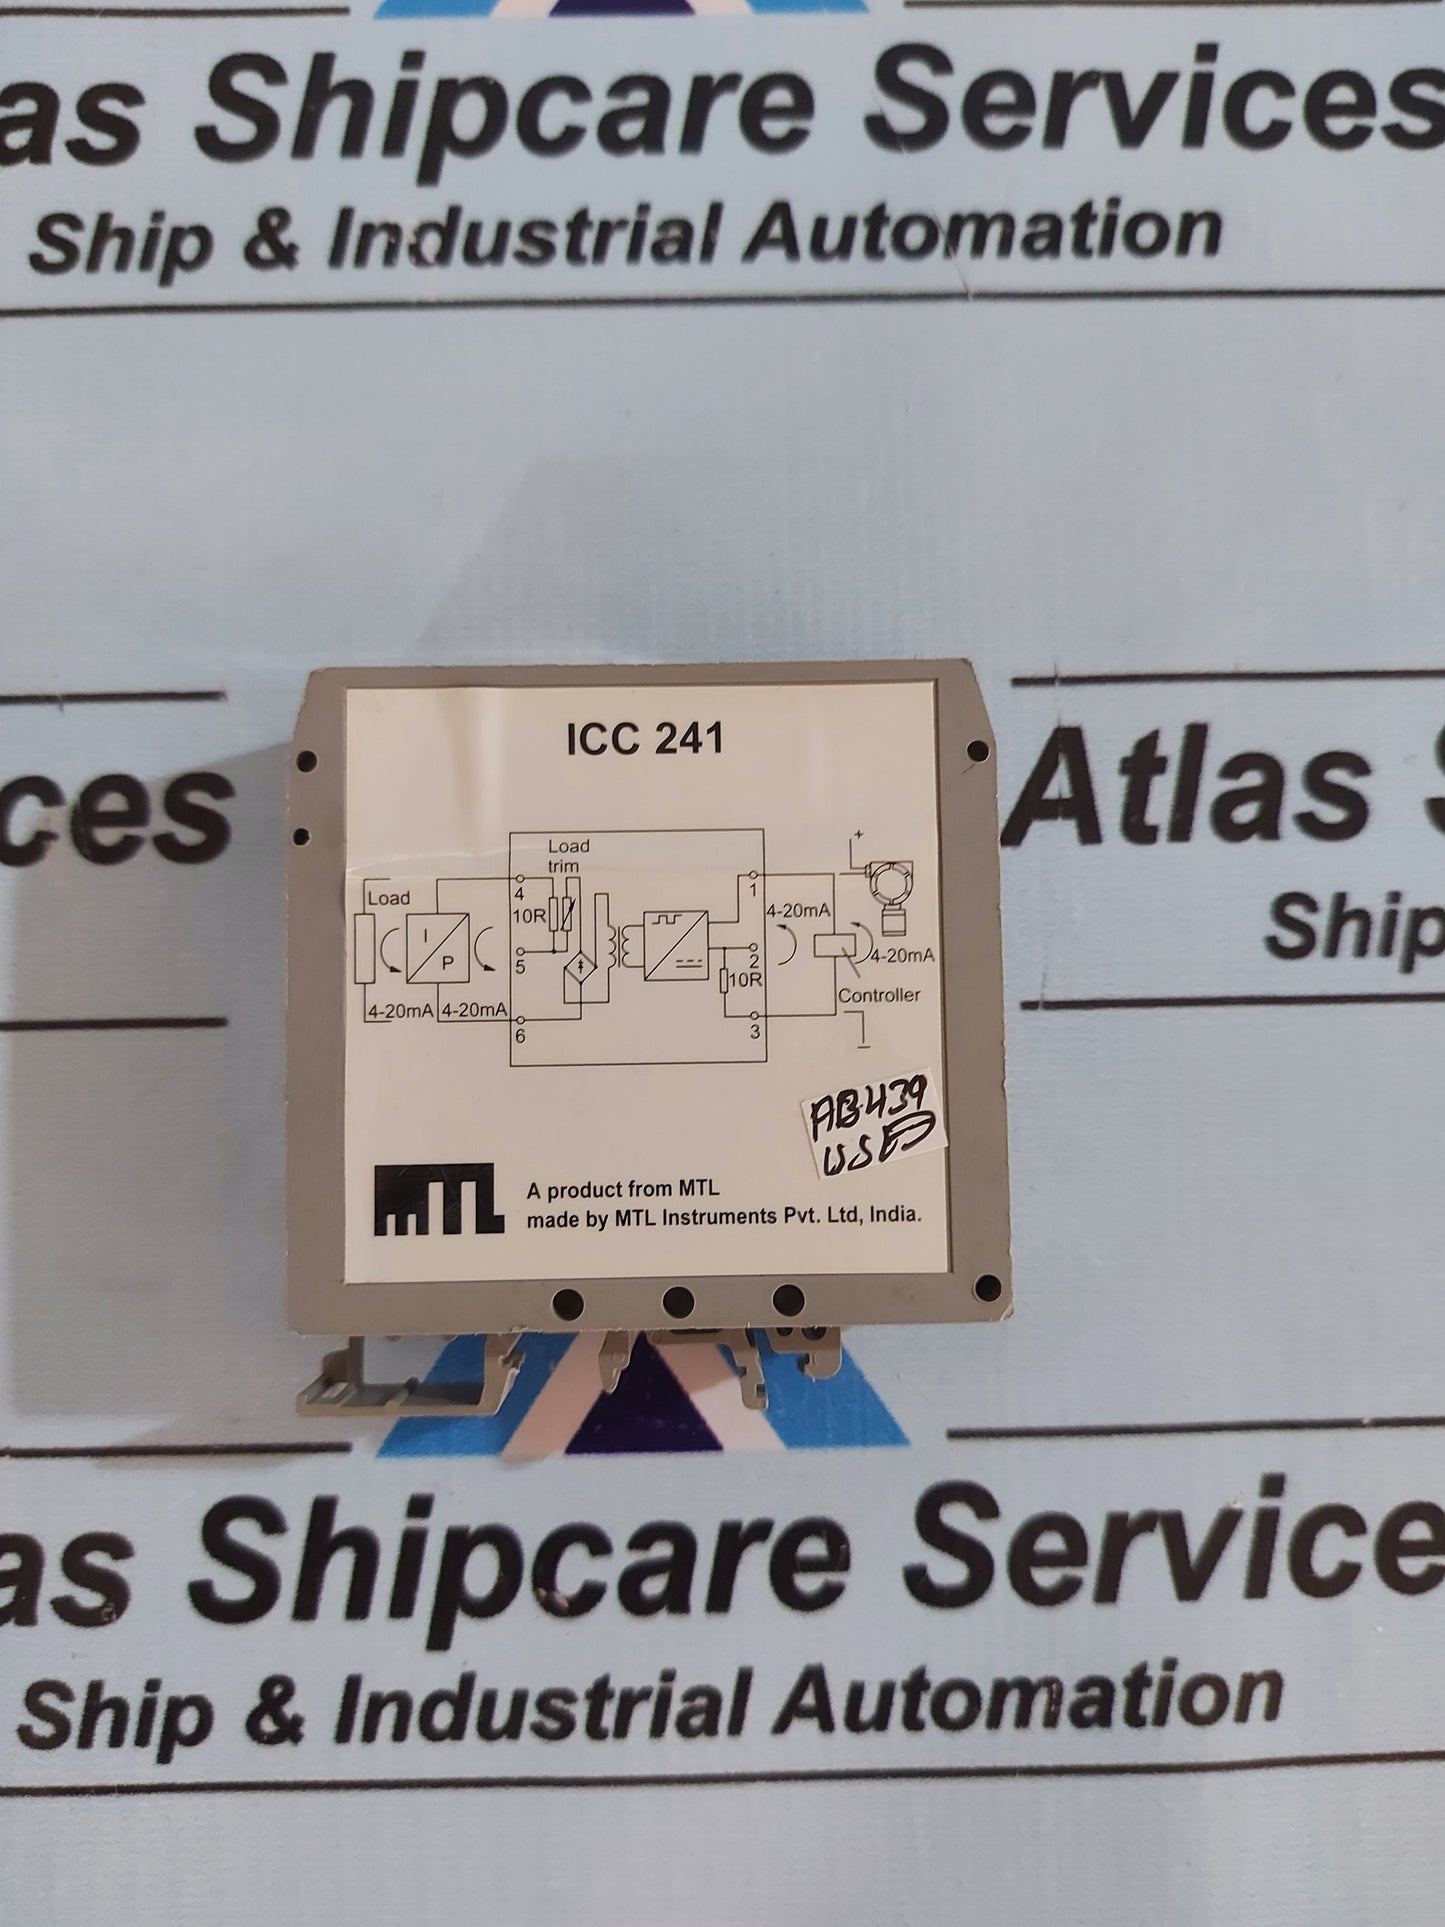 as Shipcare Services
Ship & Industrial Automation
ces
Atlas
Ship
ICC 241
Load
trim
Load
4
10R
5
6
I
P
4-20mA
4-20mA
1
4-20mA
2
10R
3
+
4-20mA
Controller
AB-439
USED
MTL
A product from MTL
made by MTL Instruments Pvt. Ltd, India.
as Shipcare Service
Ship & Industrial Automation